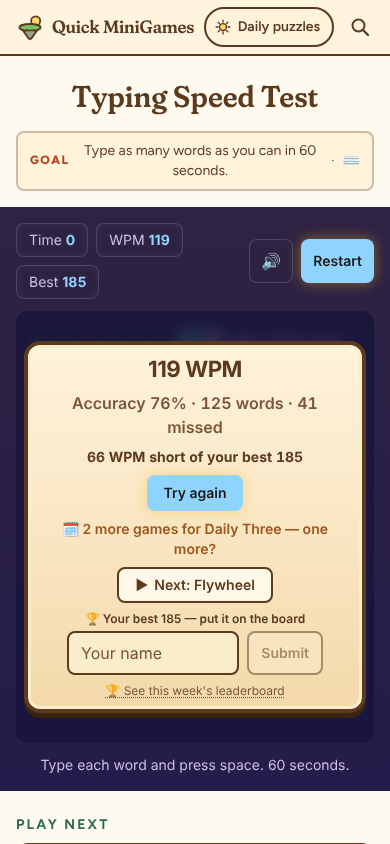 Quick MiniGames
Daily puzzles
Typing Speed Test
GOAL
Type as many words as you can in 60
seconds.
·
Time 0
WPM 119
Best 185
Restart
119 WPM
Accuracy 76% · 125 words · 41
missed
66 WPM short of your best 185
Try again
🗓️ 2 more games for Daily Three — one
more?
▶ Next: Flywheel
🏆 Your best 185 — put it on the board
Your name
Submit
🏆 See this week's leaderboard
Type each word and press space. 60 seconds.
PLAY NEXT